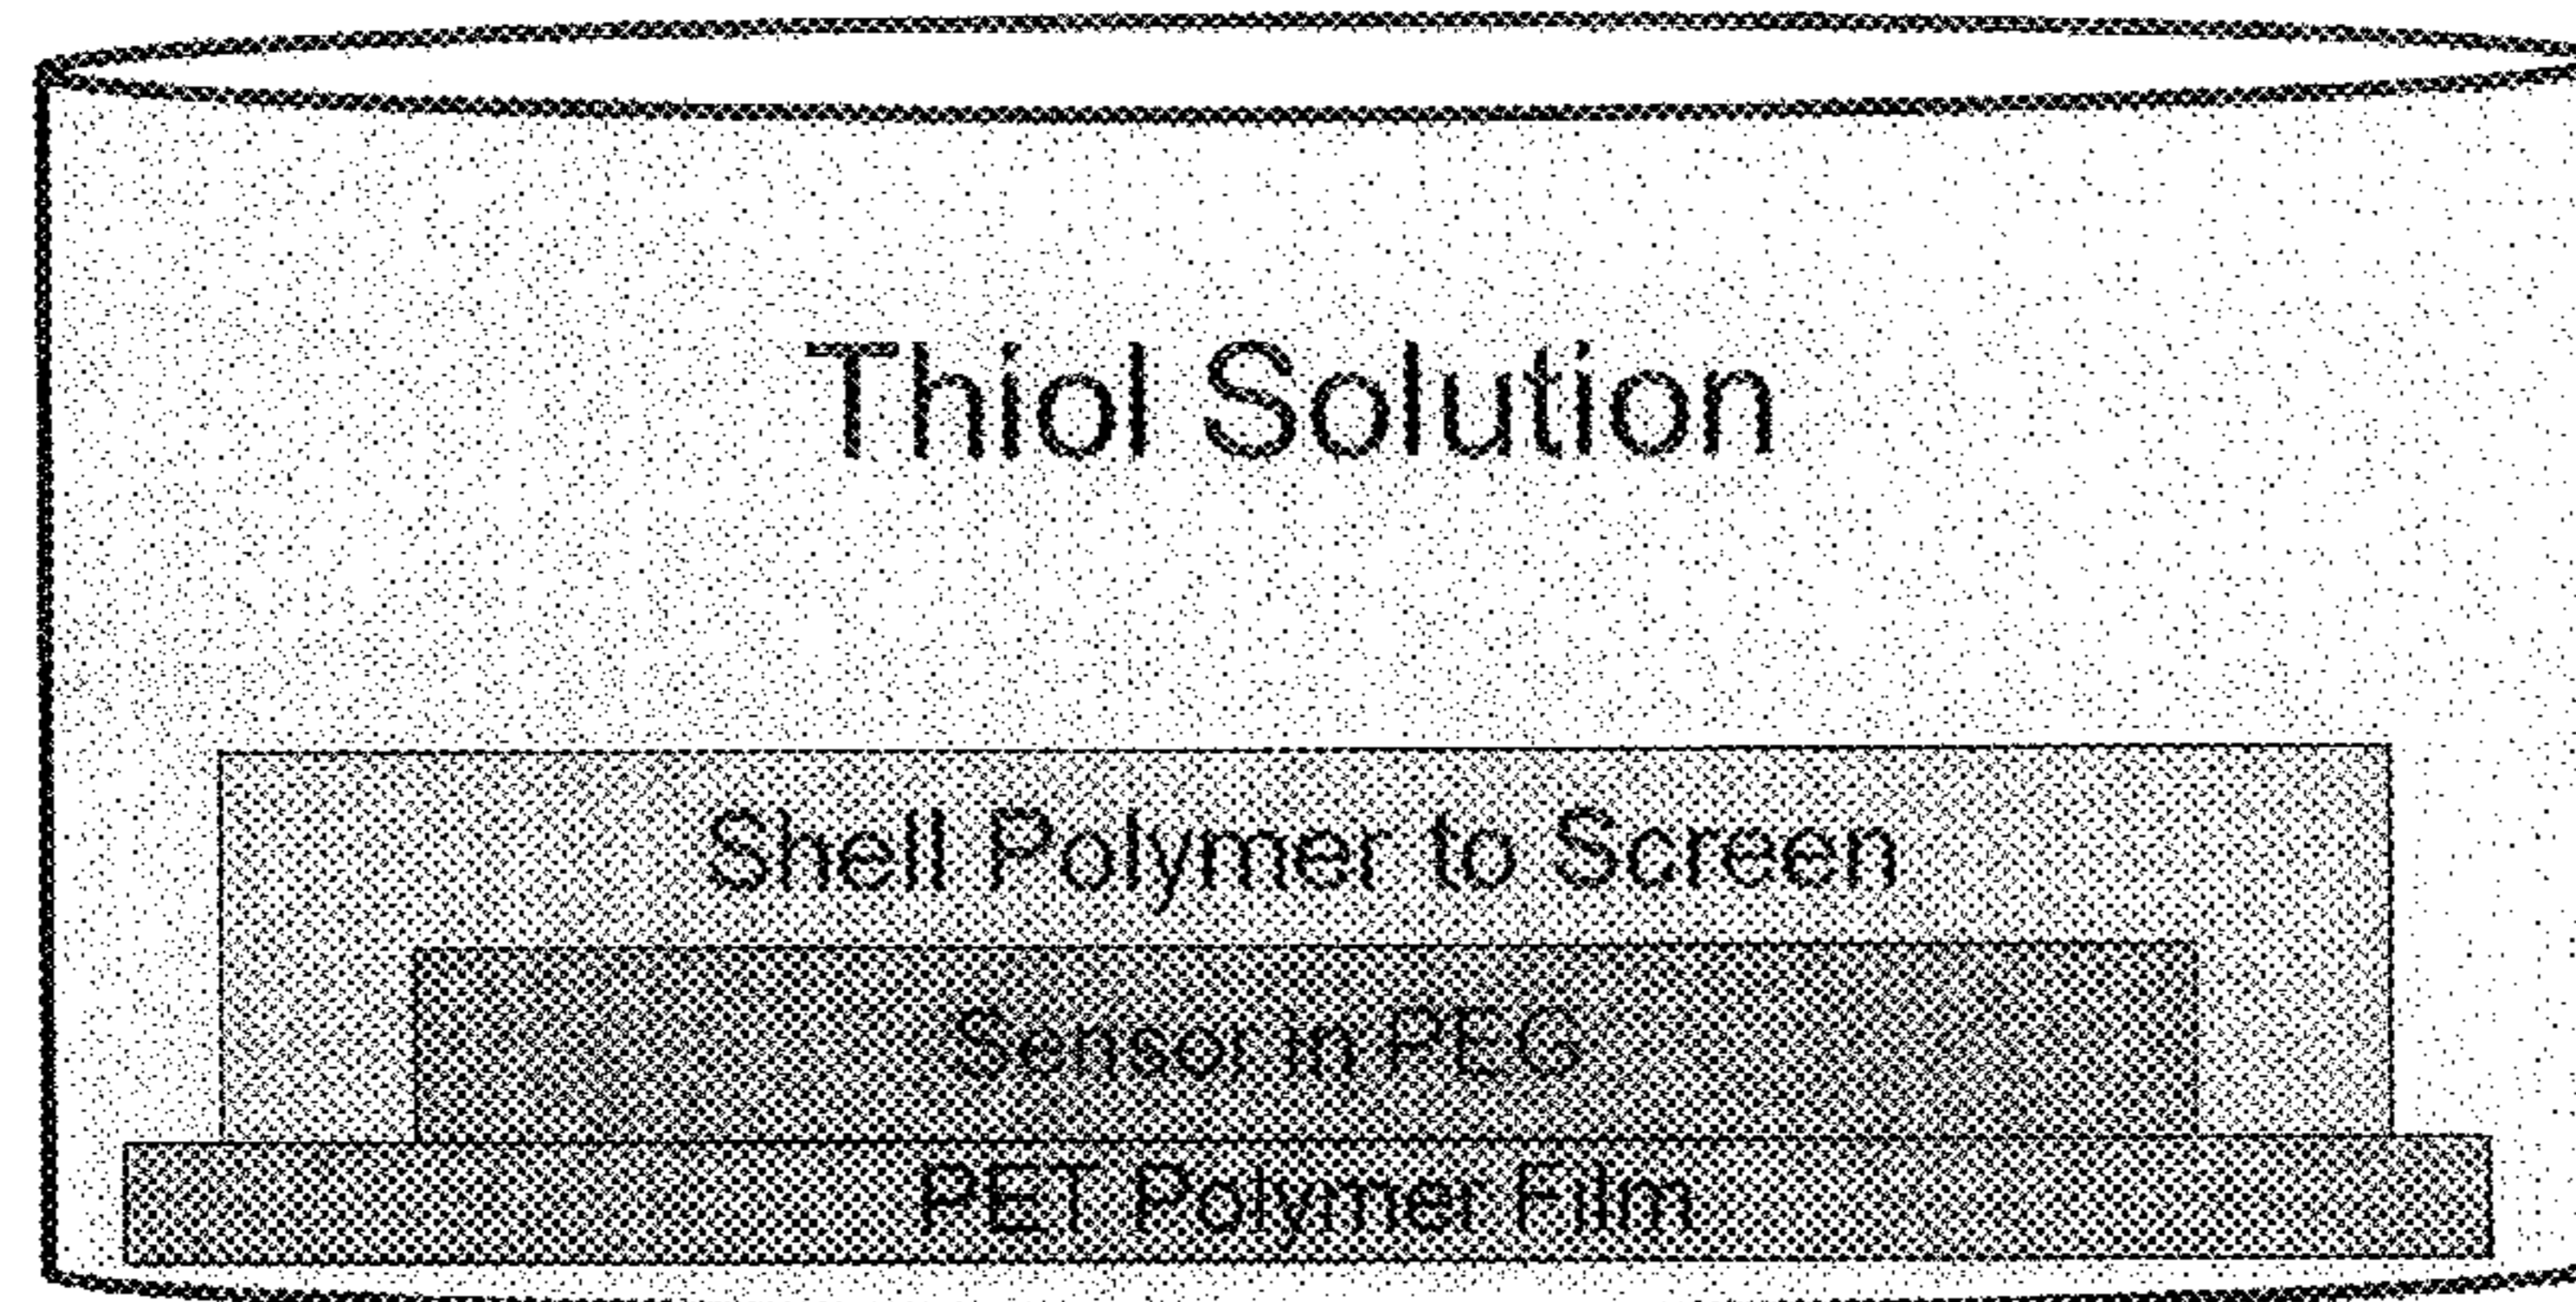 Thiol Solution
Shell Polymer to Screen
Sensor in PEG
PET Polymer Film